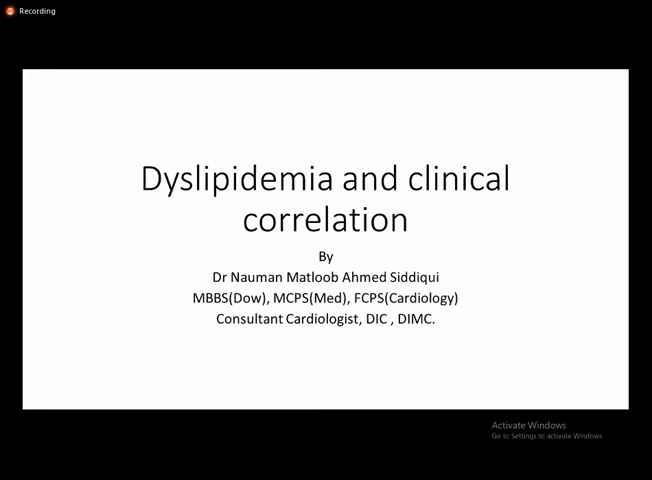 Recording
Dyslipidemia and clinical
correlation
By
Dr Nauman Matloob Ahmed Siddiqui
MBBS(Dow), MCPS(Med), FCPS(Cardiology)
Consultant Cardiologist, DIC , DIMC.
Activate Windows
Go to Settings to activate Windows.